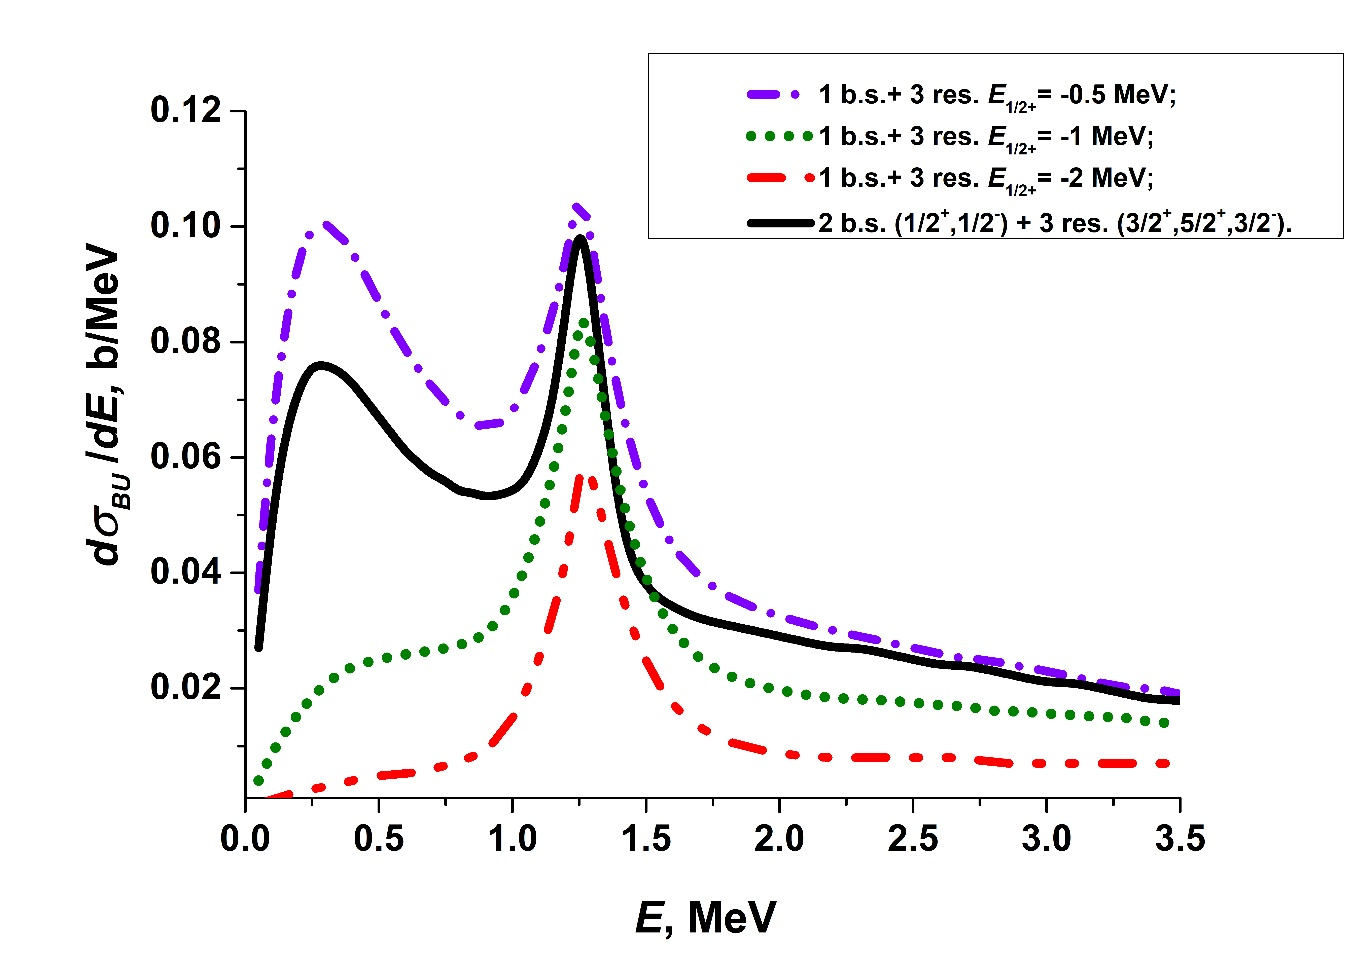 1 b.s.+ 3 res. E1/2+= -0.5 MeV;
1 b.s.+ 3 res. E1/2+= -1 MeV;
1 b.s.+ 3 res. E1/2+= -2 MeV;
2 b.s. (1/2+,1/2-) + 3 res. (3/2+,5/2+,3/2-).
0.12
0.10
0.08
0.06
0.04
0.02
dσBU/dE, b/MeV
0.0 0.5 1.0 1.5 2.0 2.5 3.0 3.5
E, MeV